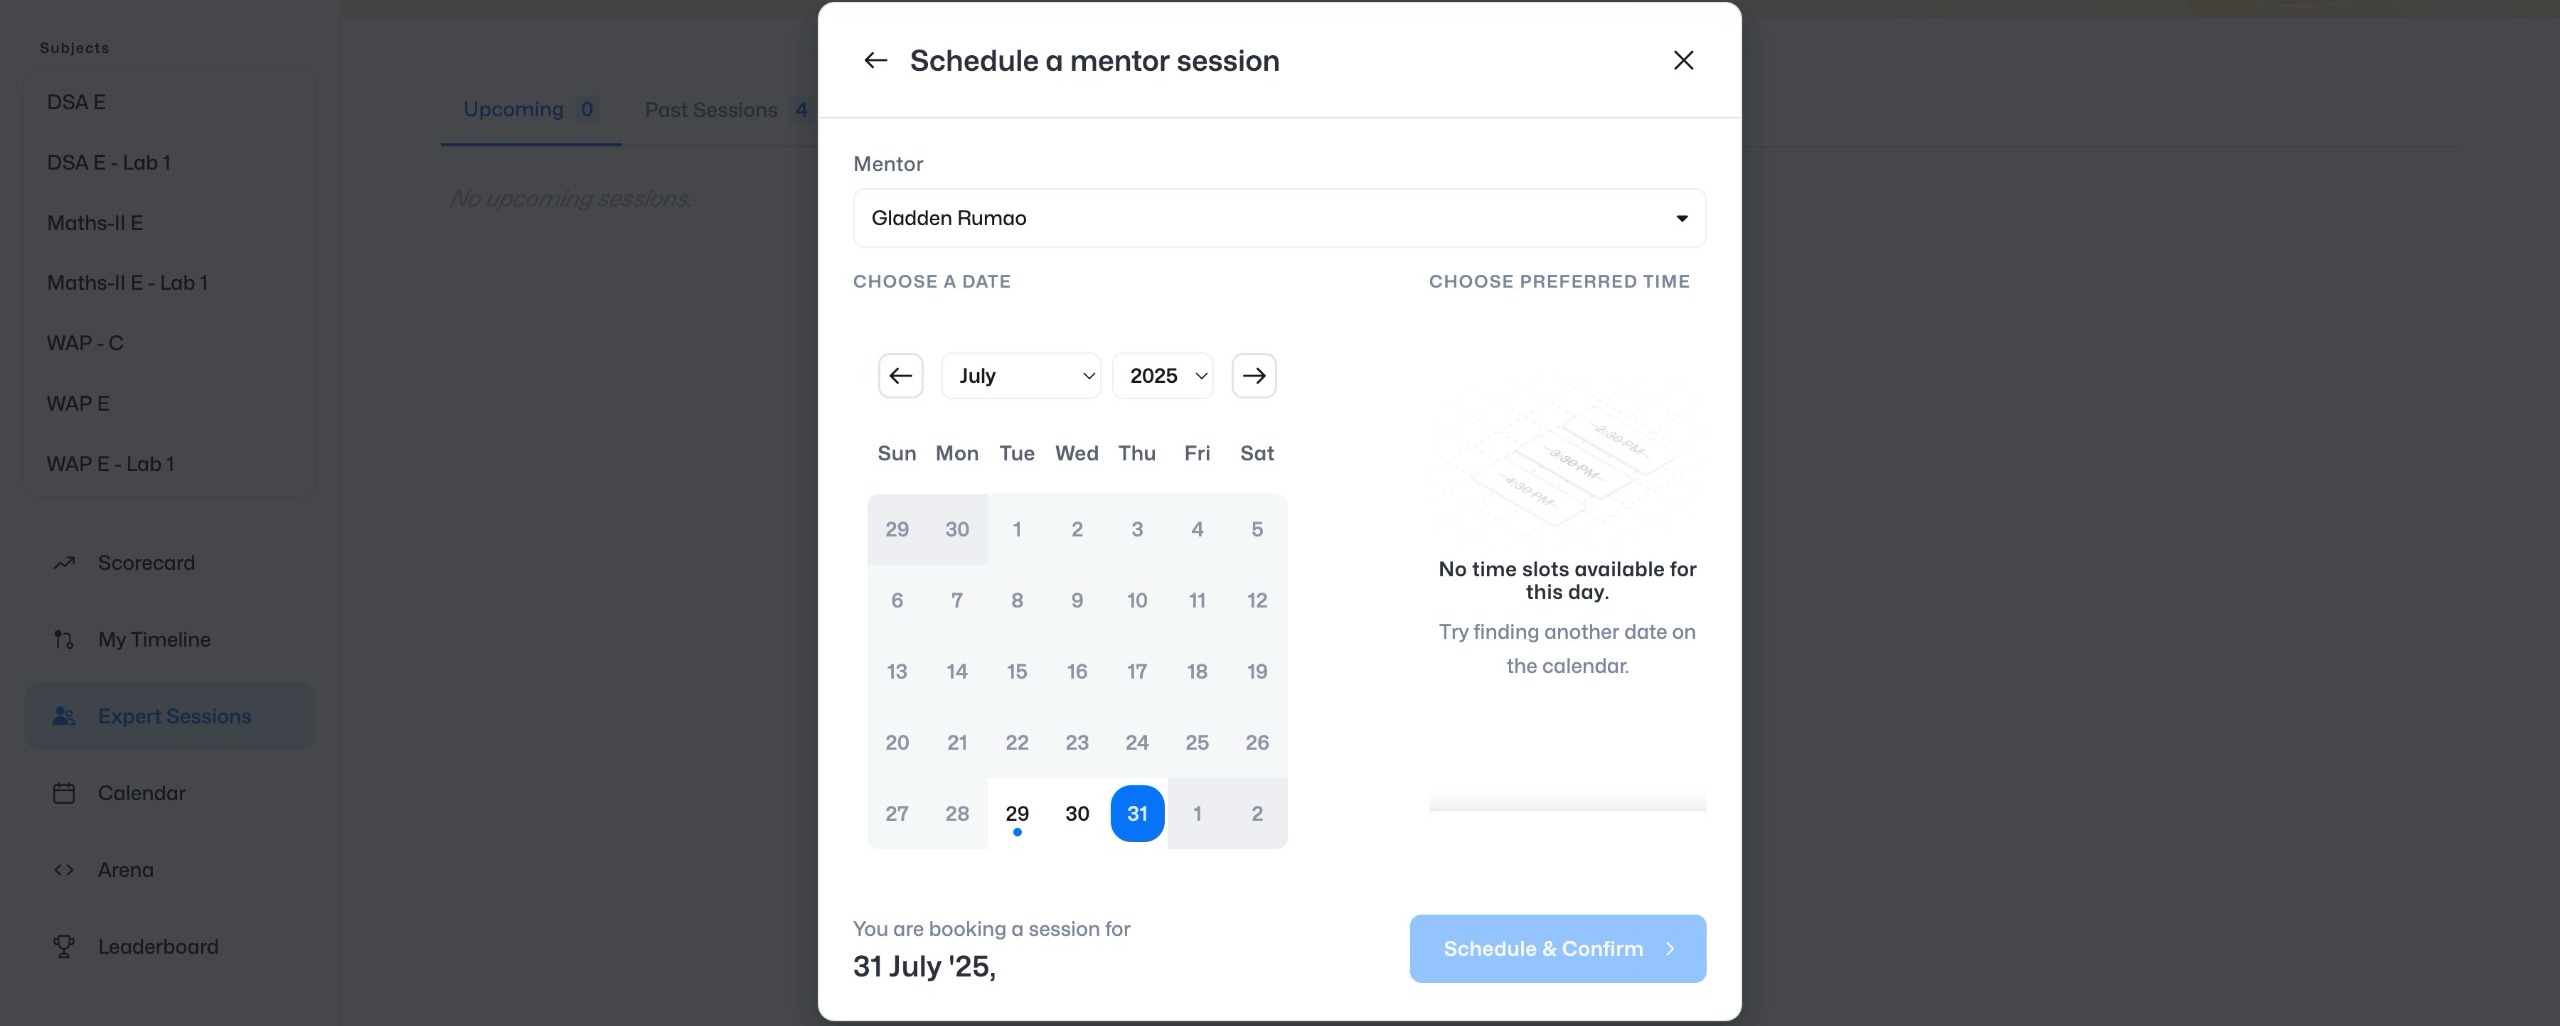 Subjects
DSA E
DSA E - Lab 1
Maths-II E
Maths-II E - Lab 1
WAP - C
WAP E
WAP E - Lab 1
Scorecard
My Timeline
Expert Sessions
Calendar
Arena
Leaderboard
Upcoming 0
Past Sessions 4
No upcoming sessions.
Schedule a mentor session
Mentor
Gladden Rumao
CHOOSE A DATE
July 2025
Sun Mon Tue Wed Thu Fri Sat
29 30 1 2 3 4 5
6 7 8 9 10 11 12
13 14 15 16 17 18 19
20 21 22 23 24 25 26
27 28 29 30 31 1 2
CHOOSE PREFERRED TIME
2:30 PM
3:30 PM
4:30 PM
No time slots available for
this day.
Try finding another date on
the calendar.
You are booking a session for
31 July '25,
Schedule & Confirm